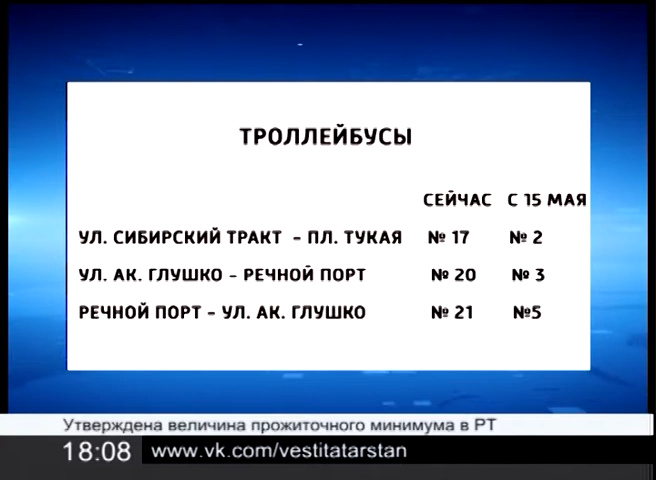 ТРОЛЛЕЙБУСЫ
СЕЙЧАС С 15 МАЯ
УЛ. СИБИРСКИЙ ТРАКТ - ПЛ. ТУКАЯ № 17 № 2
УЛ. АК. ГЛУШКО - РЕЧНОЙ ПОРТ № 20 № 3
РЕЧНОЙ ПОРТ - УЛ. АК. ГЛУШКО № 21 №5
Утверждена величина прожиточного минимума в РТ
18:08 www.vk.com/vestitatarstan